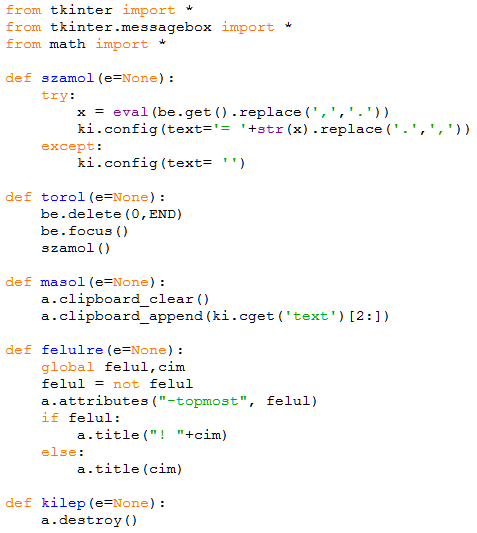 from tkinter import *
from tkinter.messagebox import *
from math import *

def szamol(e=None):
    try:
        x = eval(be.get().replace(',','.'))
        ki.config(text='= '+str(x).replace('.',','))
    except:
        ki.config(text= '')

def torol(e=None):
    be.delete(0,END)
    be.focus()
    szamol()

def masol(e=None):
    a.clipboard_clear()
    a.clipboard_append(ki.cget('text')[2:])

def felulre(e=None):
    global felul,cim
    felul = not felul
    a.attributes("-topmost", felul)
    if felul:
        a.title("! "+cim)
    else:
        a.title(cim)

def kilep(e=None):
    a.destroy()